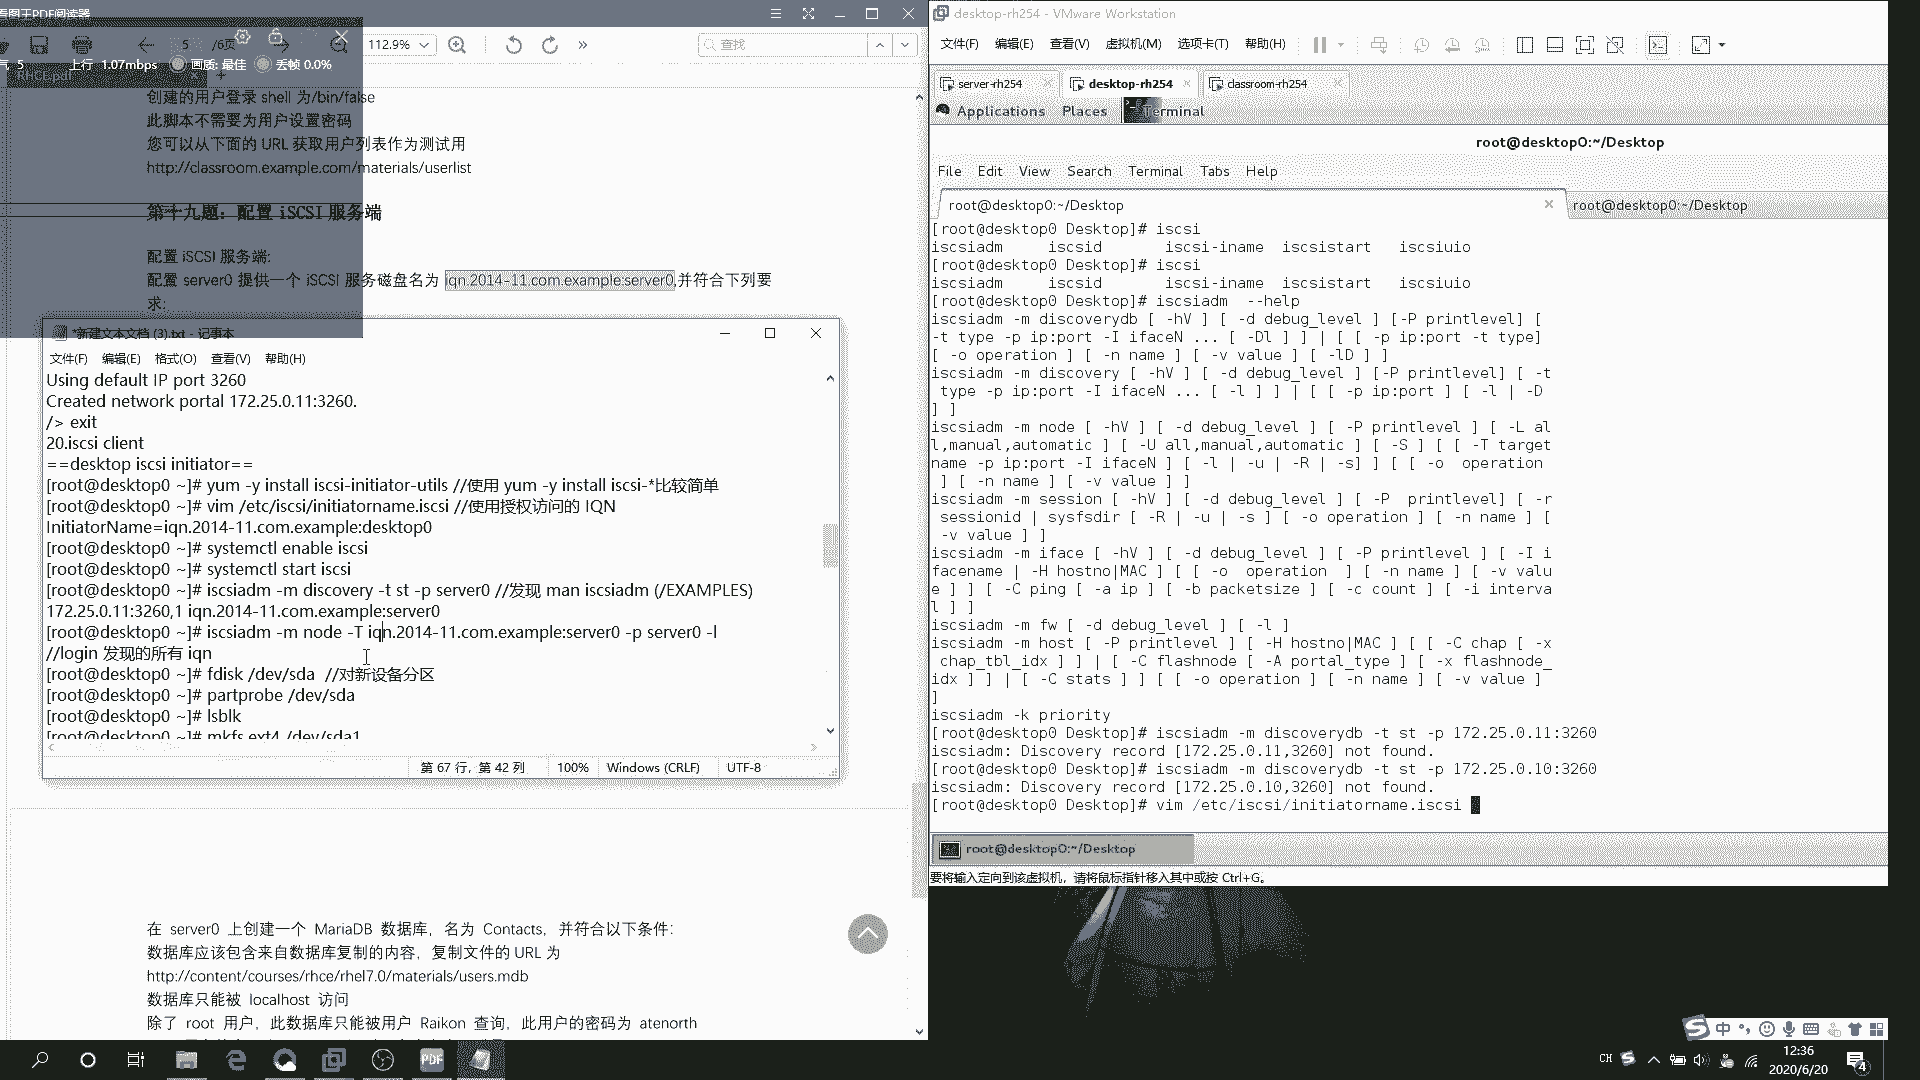 看图于PDF阅读器
5 /6页
112.9%
查找
5 上行 1.07mbps 画质: 最佳 丢帧 0.0%
RHCE.pdf
创建的用户登录 shell 为/bin/false
此脚本不需要为用户设置密码
您可以从下面的 URL 获取用户列表作为测试用
http://classroom.example.com/materials/userlist
第十九题：配置 iSCSI 服务端
配置 iSCSI 服务端:
配置 server0 提供一个 iSCSI 服务磁盘名为 iqn.2014-11.com.example:server0,并符合下列要
求:
*新建文本文档 (3).txt - 记事本
文件(F) 编辑(E) 格式(O) 查看(V) 帮助(H)
Using default IP port 3260
Created network portal 172.25.0.11:3260.
/> exit
20.iscsi client
==desktop iscsi initiator==
[root@desktop0 ~]# yum -y install iscsi-initiator-utils //使用 yum -y install iscsi-*比较简单
[root@desktop0 ~]# vim /etc/iscsi/initiatorname.iscsi //使用授权访问的 IQN
InitiatorName=iqn.2014-11.com.example:desktop0
[root@desktop0 ~]# systemctl enable iscsi
[root@desktop0 ~]# systemctl start iscsi
[root@desktop0 ~]# iscsiadm -m discovery -t st -p server0 //发现 man iscsiadm (/EXAMPLES)
172.25.0.11:3260,1 iqn.2014-11.com.example:server0
[root@desktop0 ~]# iscsiadm -m node -T iqn.2014-11.com.example:server0 -p server0 -l
//login 发现的所有 iqn
[root@desktop0 ~]# fdisk /dev/sda //对新设备分区
[root@desktop0 ~]# partprobe /dev/sda
[root@desktop0 ~]# lsblk
[root@desktop0 ~]# mkfs.ext4 /dev/sda1
第 67 行，第 42 列 100% Windows (CRLF) UTF-8
在 server0 上创建一个 MariaDB 数据库，名为 Contacts，并符合以下条件：
数据库应该包含来自数据库复制的内容，复制文件的 URL 为
http://content/courses/rhce/rhel7.0/materials/users.mdb
数据库只能被 localhost 访问
除了 root 用户，此数据库只能被用户 Raikon 查询，此用户的密码为 atenorth
desktop-rh254 - VMware Workstation
文件(F) 编辑(E) 查看(V) 虚拟机(M) 选项卡(T) 帮助(H)
server-rh254 desktop-rh254 classroom-rh254
Applications Places Terminal
root@desktop0:~/Desktop
File Edit View Search Terminal Tabs Help
root@desktop0:~/Desktop root@desktop0:~/Desktop
[root@desktop0 Desktop]# iscsi
iscsiadm iscsid iscsi-iname iscsistart iscsiuio
[root@desktop0 Desktop]# iscsi
iscsiadm iscsid iscsi-iname iscsistart iscsiuio
[root@desktop0 Desktop]# iscsiadm --help
iscsiadm -m discoverydb [ -hV ] [ -d debug_level ] [-P printlevel] [
-t type -p ip:port -I ifaceN ... [ -Dl ] ] | [ [ -p ip:port -t type]
[ -o operation ] [ -n name ] [ -v value ] [ -lD ] ]
iscsiadm -m discovery [ -hV ] [ -d debug_level ] [-P printlevel] [ -t
type -p ip:port -I ifaceN ... [ -l ] ] | [ [ -p ip:port ] [ -l | -D
] ]
iscsiadm -m node [ -hV ] [ -d debug_level ] [ -P printlevel ] [ -L al
l,manual,automatic ] [ -U all,manual,automatic ] [ -S ] [ [ -T target
name -p ip:port -I ifaceN ] [ -l | -u | -R | -s] ] [ [ -o operation
] [ -n name ] [ -v value ] ]
iscsiadm -m session [ -hV ] [ -d debug_level ] [ -P printlevel] [ -r
sessionid | sysfsdir [ -R | -u | -s ] [ -o operation ] [ -n name ] [
-v value ] ]
iscsiadm -m iface [ -hV ] [ -d debug_level ] [ -P printlevel ] [ -I i
facename | -H hostno|MAC ] [ [ -o operation ] [ -n name ] [ -v valu
e ] ] [ -C ping [ -a ip ] [ -b packetsize ] [ -c count ] [ -i interva
l ] ]
iscsiadm -m fw [ -d debug_level ] [ -l ]
iscsiadm -m host [ -P printlevel ] [ -H hostno|MAC ] [ [ -C chap [ -x
chap_tbl_idx ] ] | [ -C flashnode [ -A portal_type ] [ -x flashnode_
idx ] ] | [ -C stats ] ] [ [ -o operation ] [ -n name ] [ -v value ]
]
iscsiadm -k priority
[root@desktop0 Desktop]# iscsiadm -m discoverydb -t st -p 172.25.0.11:3260
iscsiadm: Discovery record [172.25.0.11,3260] not found.
[root@desktop0 Desktop]# iscsiadm -m discoverydb -t st -p 172.25.0.10:3260
iscsiadm: Discovery record [172.25.0.10,3260] not found.
[root@desktop0 Desktop]# vim /etc/iscsi/initiatorname.iscsi
root@desktop0:~/Desktop
要将输入定向到该虚拟机，请将鼠标指针移入其中或按 Ctrl+G。
中
PDF
CH
12:36
2020/6/20
4